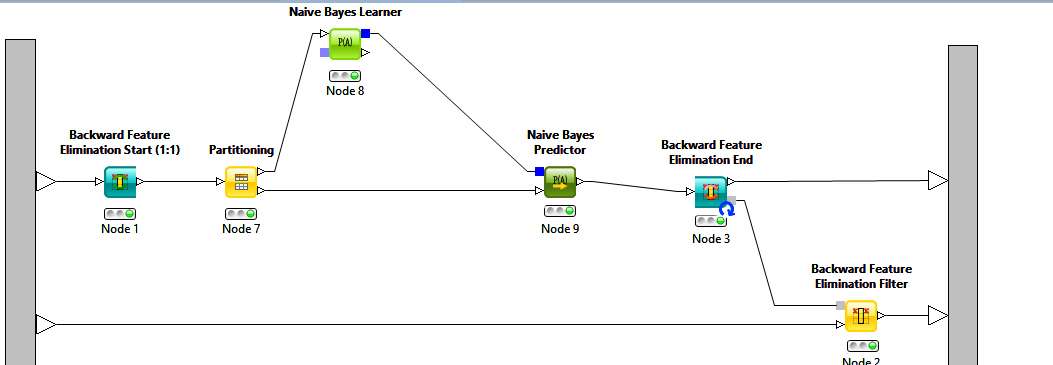 Naive Bayes Learner
P(A)
Node 8
Backward Feature
Elimination Start (1:1)
Node 1
Partitioning
Node 7
Naive Bayes
Predictor
P(A)
Node 9
Backward Feature
Elimination End
Node 3
Backward Feature
Elimination Filter
Node 2